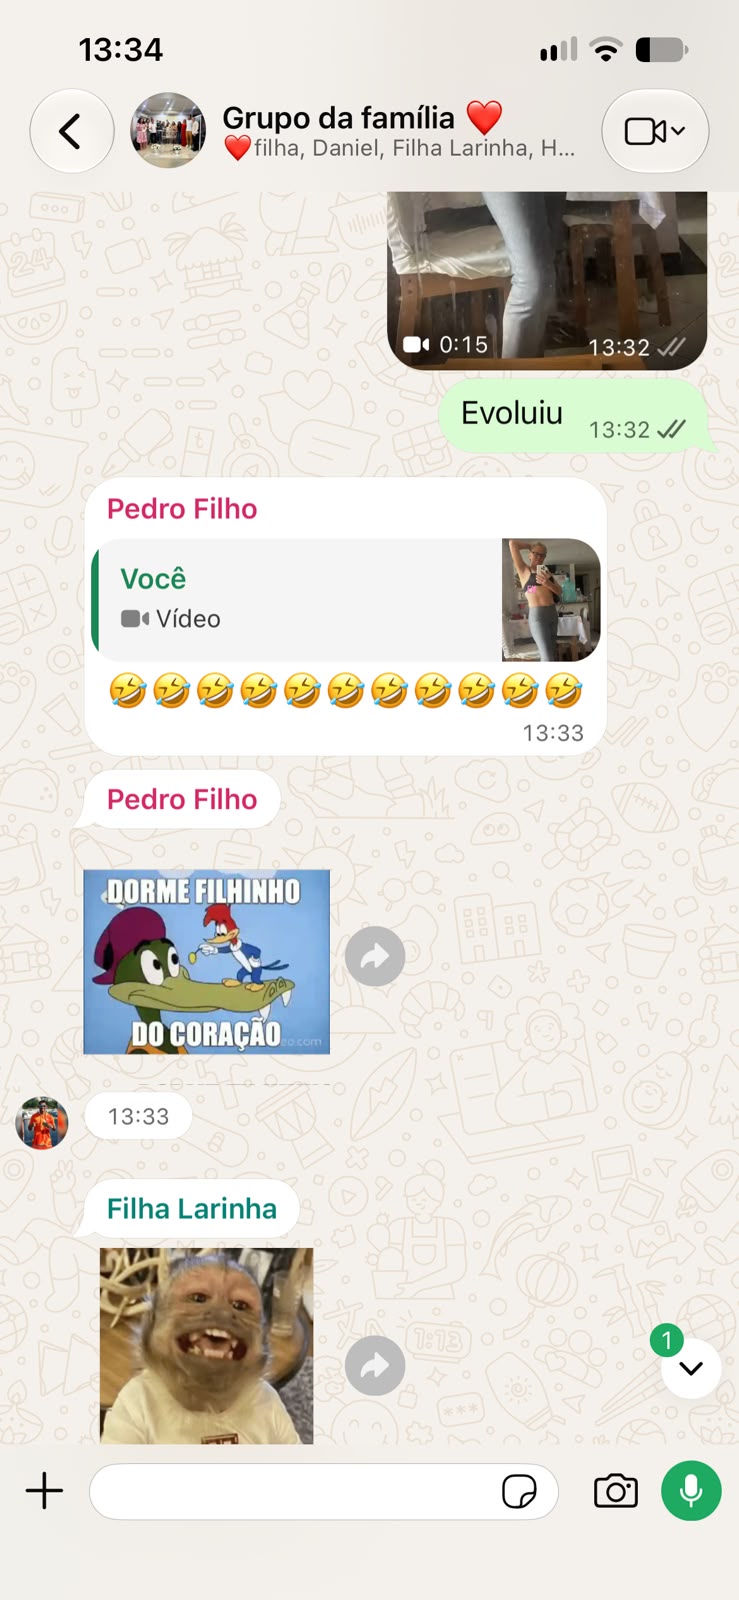 13:34
Grupo da família ❤️
❤️filha, Daniel, Filha Larinha, H...
0:15
13:32
Evoluiu
13:32
Pedro Filho
Você
Vídeo
🤣🤣🤣🤣🤣🤣🤣🤣🤣🤣🤣
13:33
Pedro Filho
DORME FILHINHO
DO CORAÇÃO
13:33
Filha Larinha
1